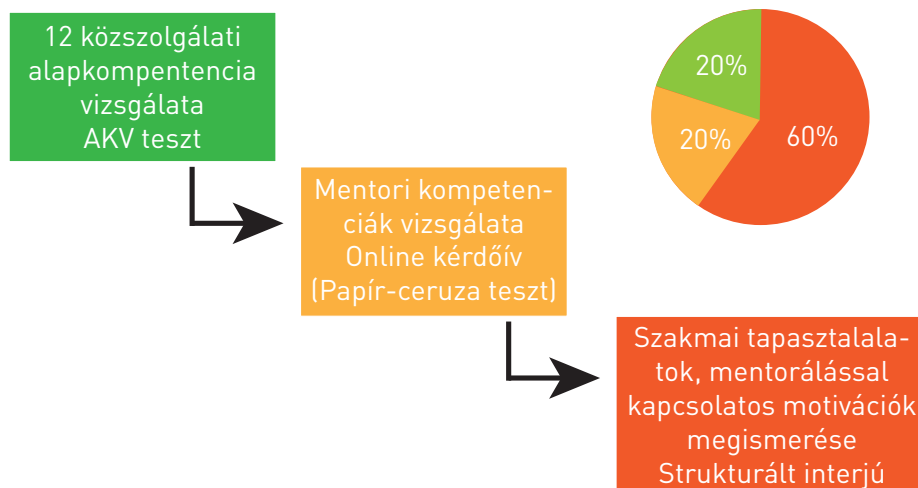 12 közszolgálati
alapkompentencia
vizsgálata
AKV teszt
20%
20%
60%
Mentori kompeten-
ciák vizsgálata
Online kérdőív
(Papír-ceruza teszt)
Szakmai tapasztalala-
tok, mentorálással
kapcsolatos motivációk
megismerése
Strukturált interjú